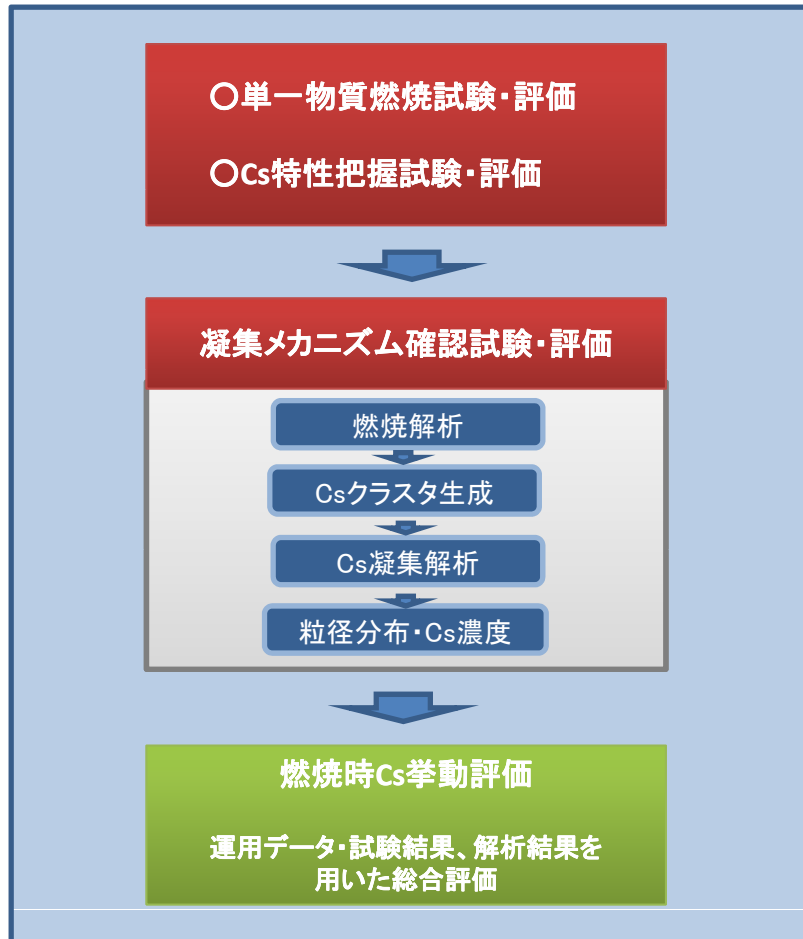 〇単一物質燃焼試験・評価
〇Cs特性把握試験・評価
凝集メカニズム確認試験・評価
燃焼解析
Csクラスタ生成
Cs凝集解析
粒径分布・Cs濃度
燃焼時Cs挙動評価
運用データ・試験結果、解析結果を
用いた総合評価